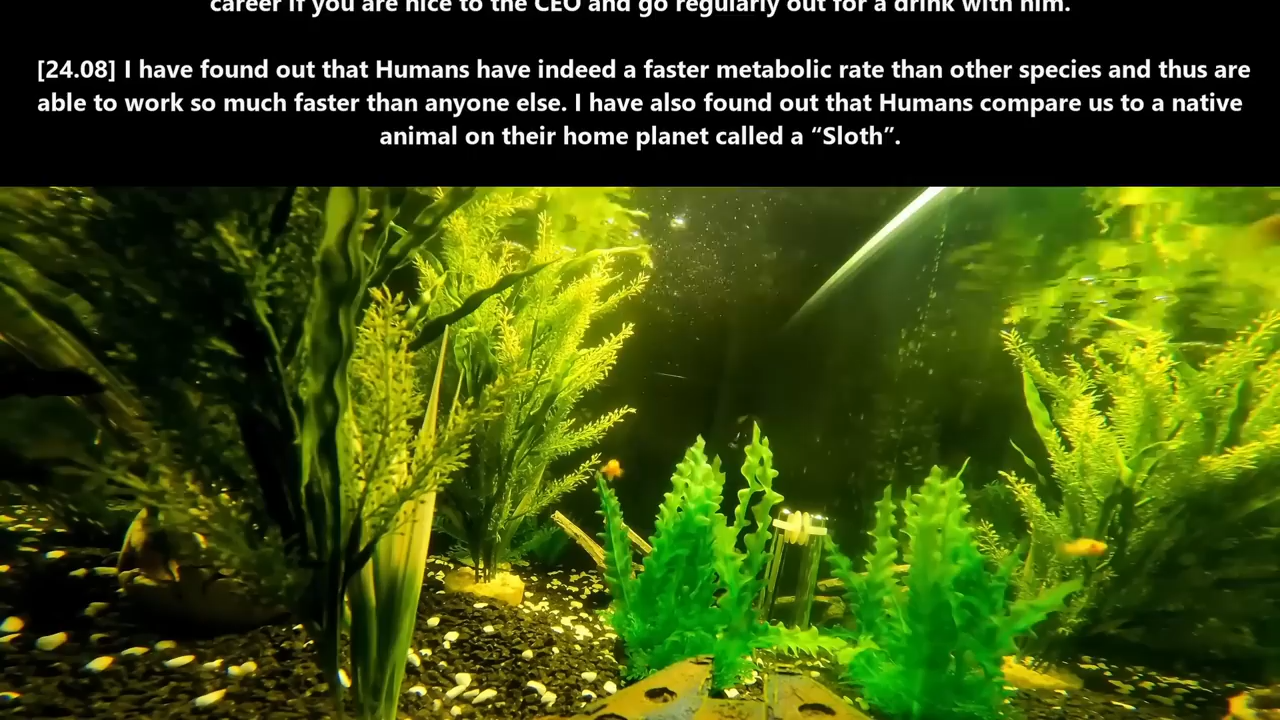 career if you are nice to the CEO and go regularly out for a drink with him.
[24.08] I have found out that Humans have indeed a faster metabolic rate than other species and thus are
able to work so much faster than anyone else. I have also found out that Humans compare us to a native
animal on their home planet called a “Sloth”.